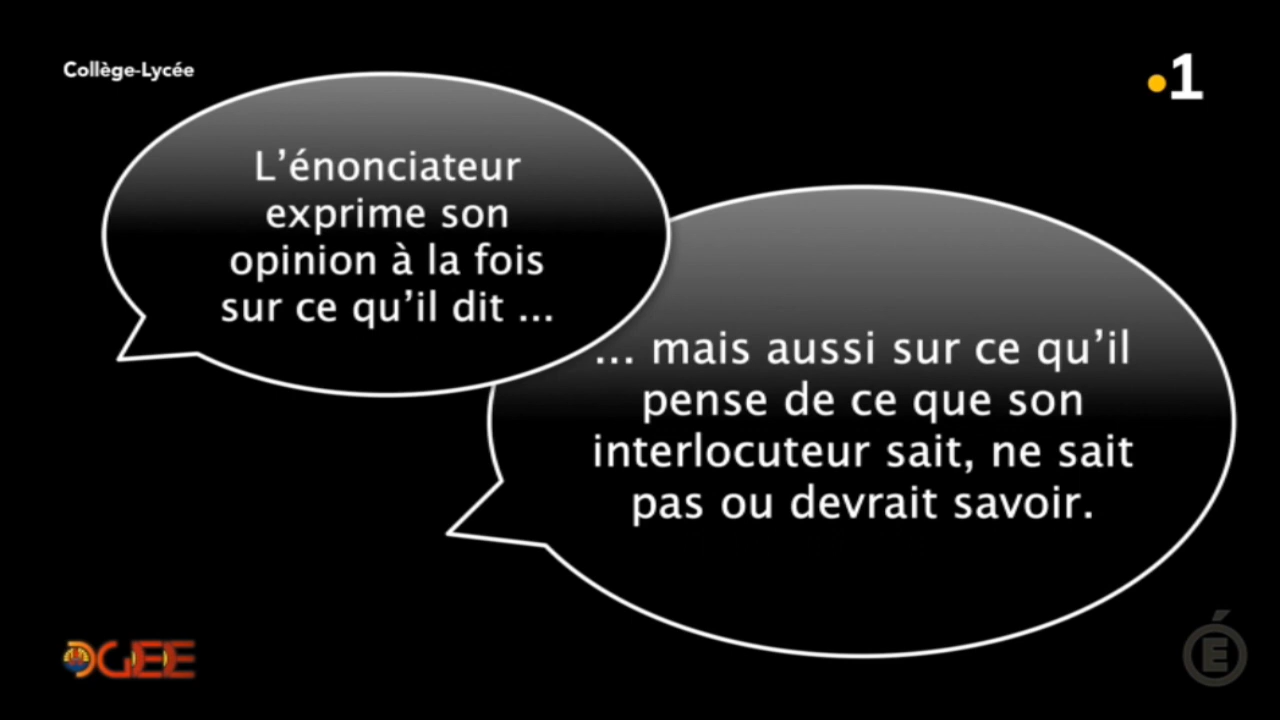 Collège-Lycée
1
L’énonciateur
exprime son
opinion à la fois
sur ce qu’il dit ...
... mais aussi sur ce qu’il
pense de ce que son
interlocuteur sait, ne sait
pas ou devrait savoir.
DGEE
É